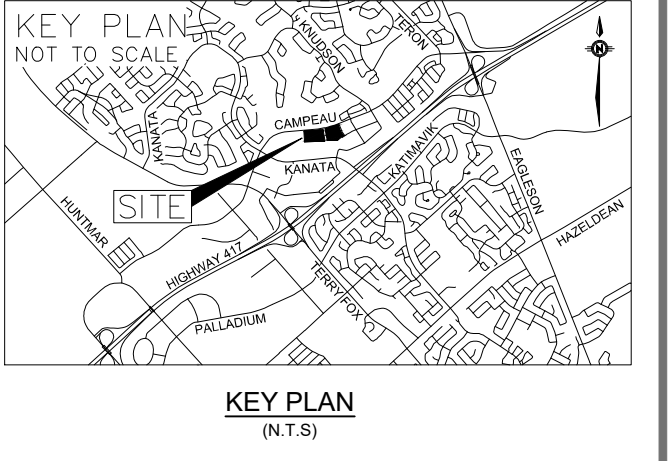 KEY PLAN
NOT TO SCALE
KNUDSON
TERON
N
KANATA
CAMPEAU
KANATA
KATIMAVIK
EAGLESON
SITE
HUNTMAR
HAZELDEAN
HIGHWAY 417
TERRY FOX
PALLADIUM
KEY PLAN
(N.T.S)